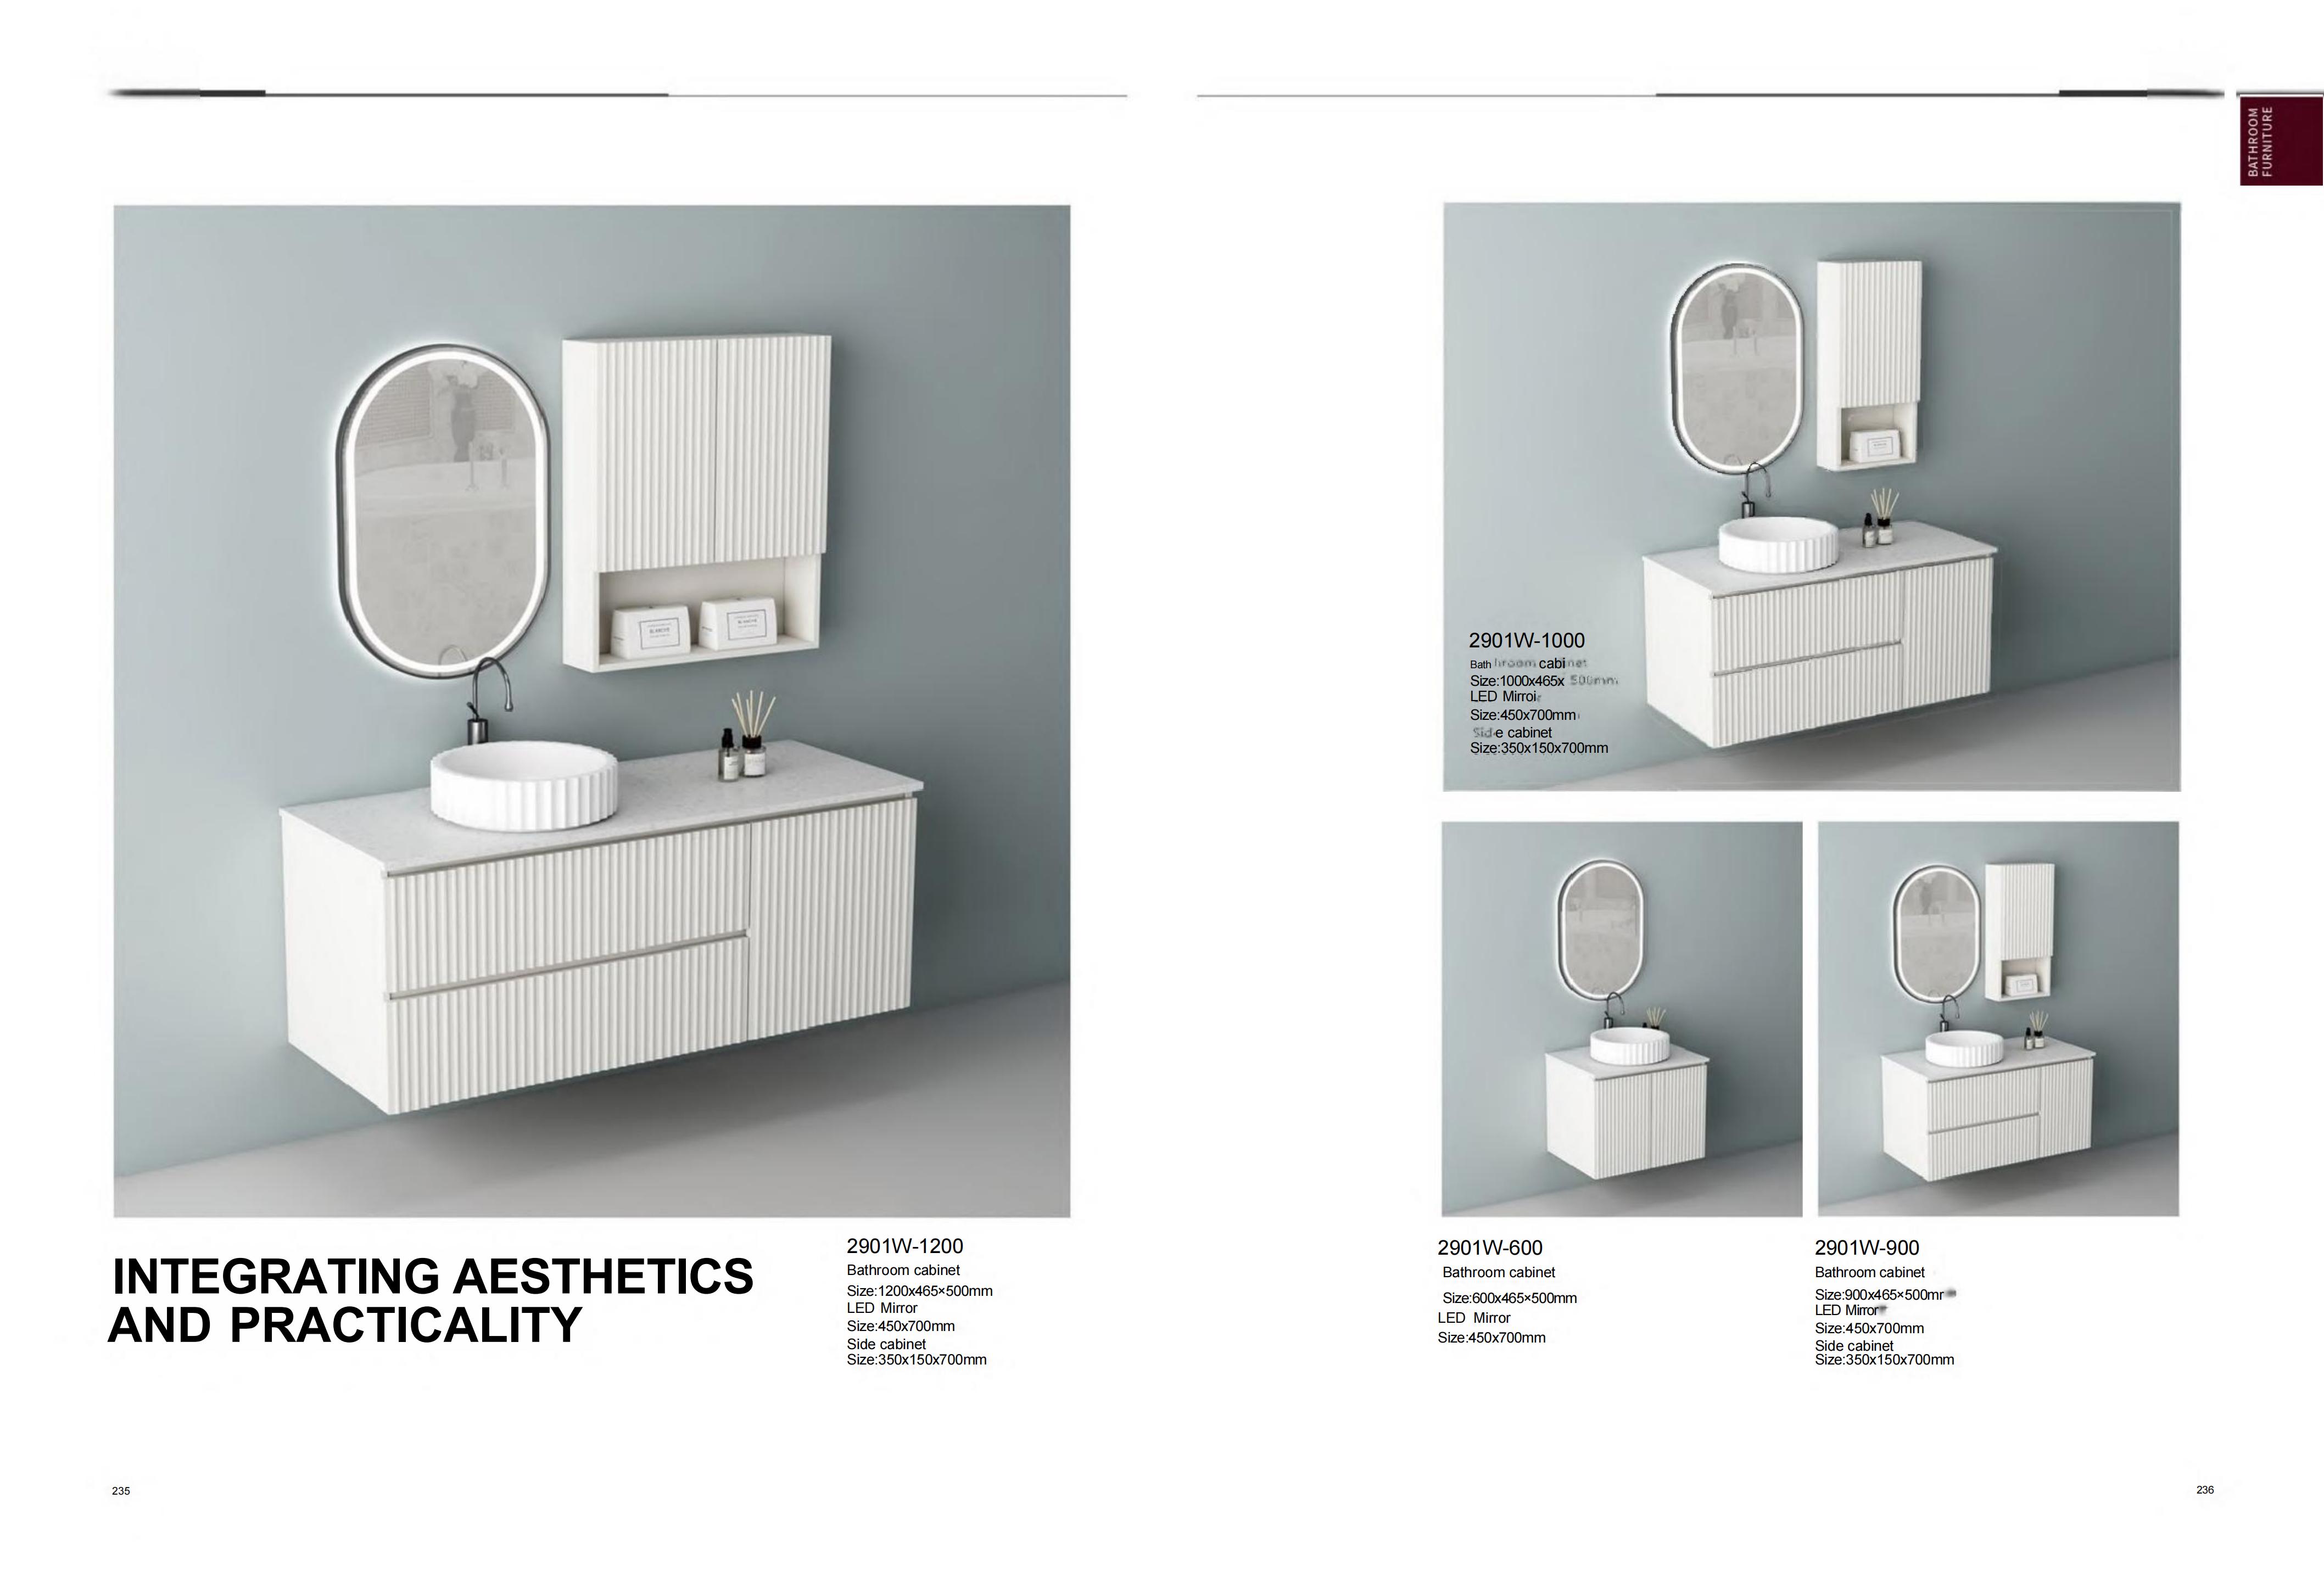 BATHROOM
FURNITURE
INTEGRATING AESTHETICS
AND PRACTICALITY
2901W-1200
Bathroom cabinet
Size:1200x465×500mm
LED Mirror
Size:450x700mm
Side cabinet
Size:350x150x700mm
235
2901W-1000
Bathroom cabinet
Size:1000x465x 500mm
LED Mirror
Size:450x700mm
Side cabinet
Size:350x150x700mm
2901W-600
Bathroom cabinet
Size:600x465×500mm
LED Mirror
Size:450x700mm
2901W-900
Bathroom cabinet
Size:900x465×500mm
LED Mirror
Size:450x700mm
Side cabinet
Size:350x150x700mm
236